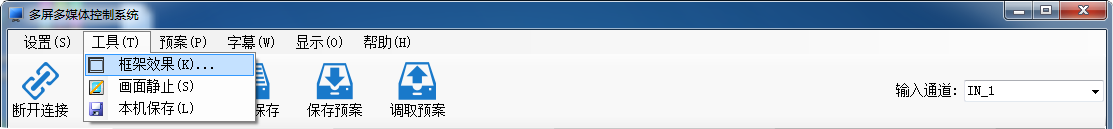 多屏多媒体控制系统
设置(S) 工具(T) 预案(P) 字幕(W) 显示(O) 帮助(H)
框架效果(K)...
画面静止(S)
本机保存(L)
断开连接 保存 保存预案 调取预案
输入通道: IN_1